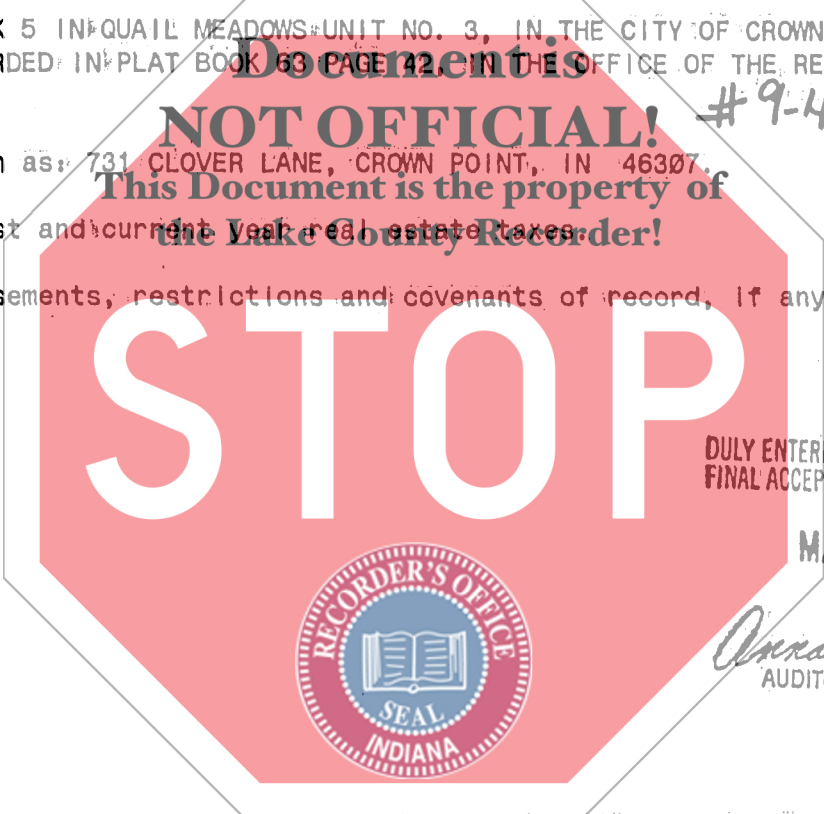 K 5 IN QUAIL MEADOWS UNIT NO. 3, IN THE CITY OF CROWN
RDED IN PLAT BOOK 63 PAGE 42, IN THE OFFICE OF THE RE
Document is
NOT OFFICIAL!
This Document is the property of
the Lake County Recorder!
# 9-4
n as: 731 CLOVER LANE, CROWN POINT, IN 46307.
st and current year real estate taxes.
sements, restrictions and covenants of record, if any
STOP
DULY ENTER
FINAL ACCEP
MA
RECORDER'S OFFICE
SEAL
INDIANA
Anna
AUDITO